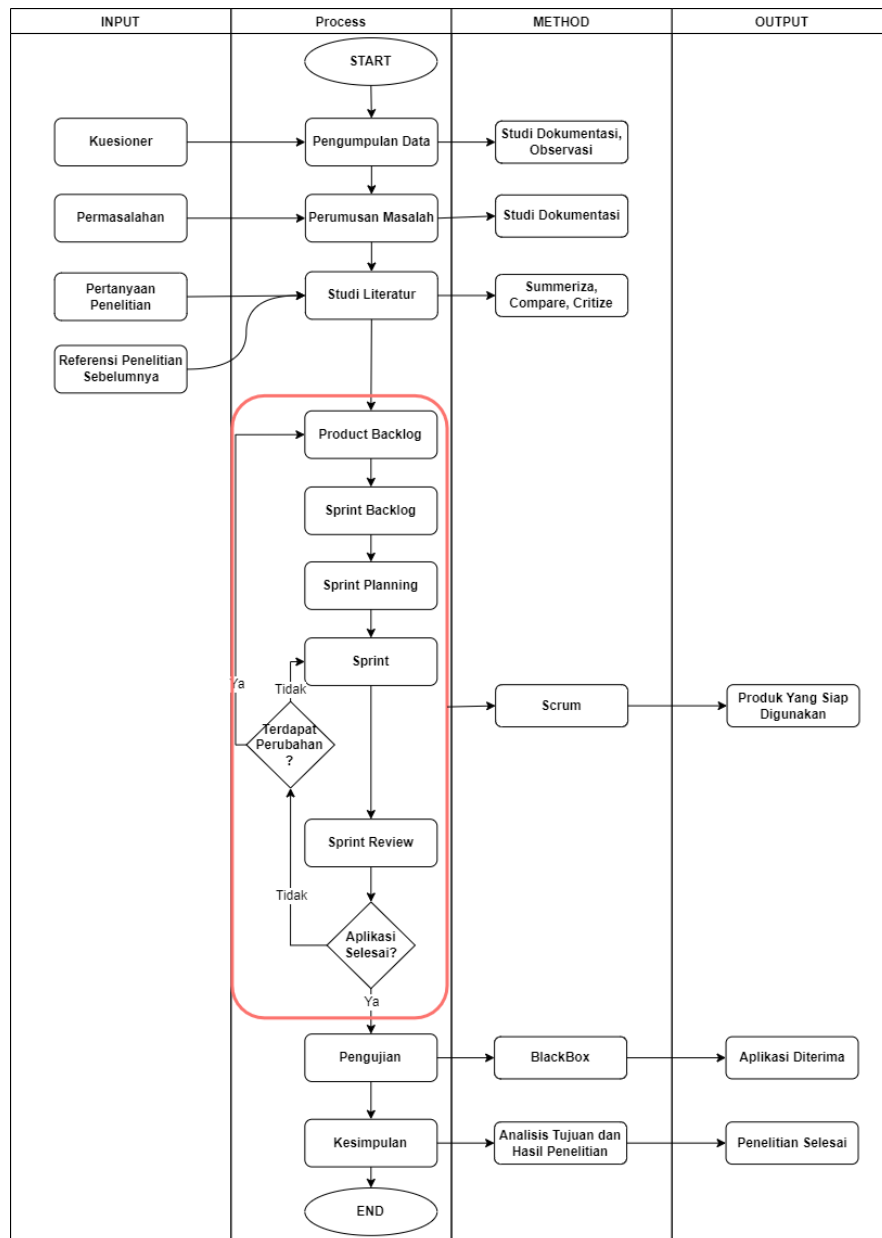 INPUT
Process
METHOD
OUTPUT
START
Kuesioner
Pengumpulan Data
Studi Dokumentasi,
Observasi
Permasalahan
Perumusan Masalah
Studi Dokumentasi
Pertanyaan
Penelitian
Studi Literatur
Summeriza,
Compare, Critize
Referensi Penelitian
Sebelumnya
Product Backlog
Sprint Backlog
Sprint Planning
Sprint
Ya
Tidak
Terdapat
Perubahan
?
Scrum
Produk Yang Siap
Digunakan
Sprint Review
Tidak
Aplikasi
Selesai?
Ya
Pengujian
BlackBox
Aplikasi Diterima
Kesimpulan
Analisis Tujuan dan
Hasil Penelitian
Penelitian Selesai
END